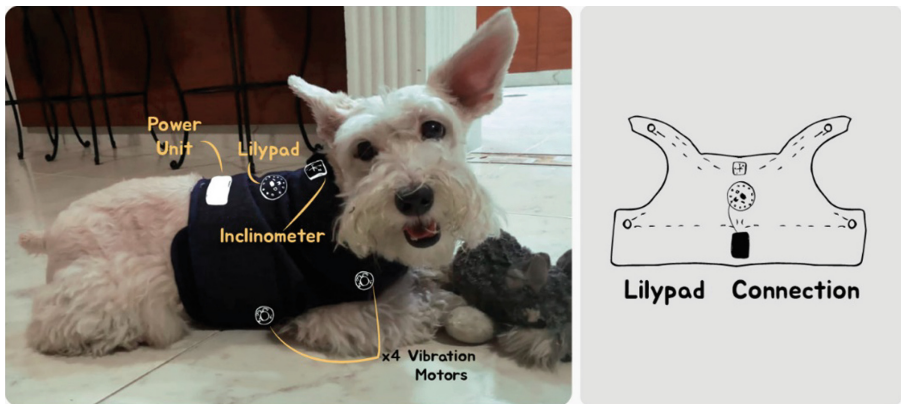 Power
Unit
Lilypad
Inclinometer
x4 Vibration
Motors
Lilypad Connection